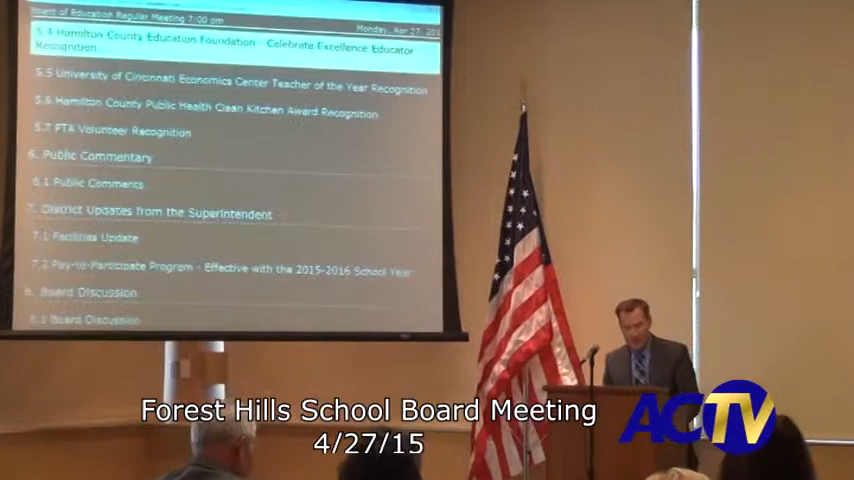 Board of Education Regular Meeting 7:00 pm
Monday, Apr 27, 201
5.4 Hamilton County Education Foundation - Celebrate Excellence Educator
Recognition
5.5 University of Cincinnati Economics Center Teacher of the Year Recognition
5.6 Hamilton County Public Health Clean Kitchen Award Recognition
5.7 PTA Volunteer Recognition
6. Public Commentary
6.1 Public Comments
7. District Updates from the Superintendent
7.1 Facilities Update
7.2 Pay-to-Participate Program - Effective with the 2015-2016 School Year
8. Board Discussion
8.1 Board Discussion
Forest Hills School Board Meeting
4/27/15
ACTV